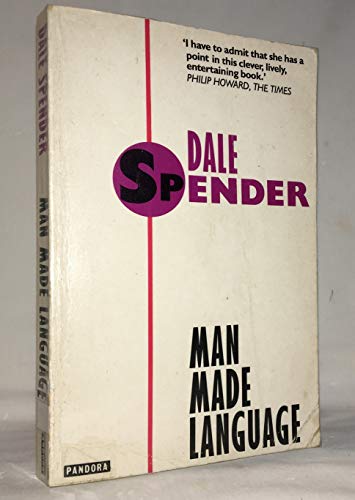 DALE SPENDER
MAN MADE LANGUAGE
'I have to admit that she has a
point in this clever, lively,
entertaining book.'
PHILIP HOWARD, THE TIMES
DALE
SPENDER
MAN
MADE
LANGUAGE
PANDORA